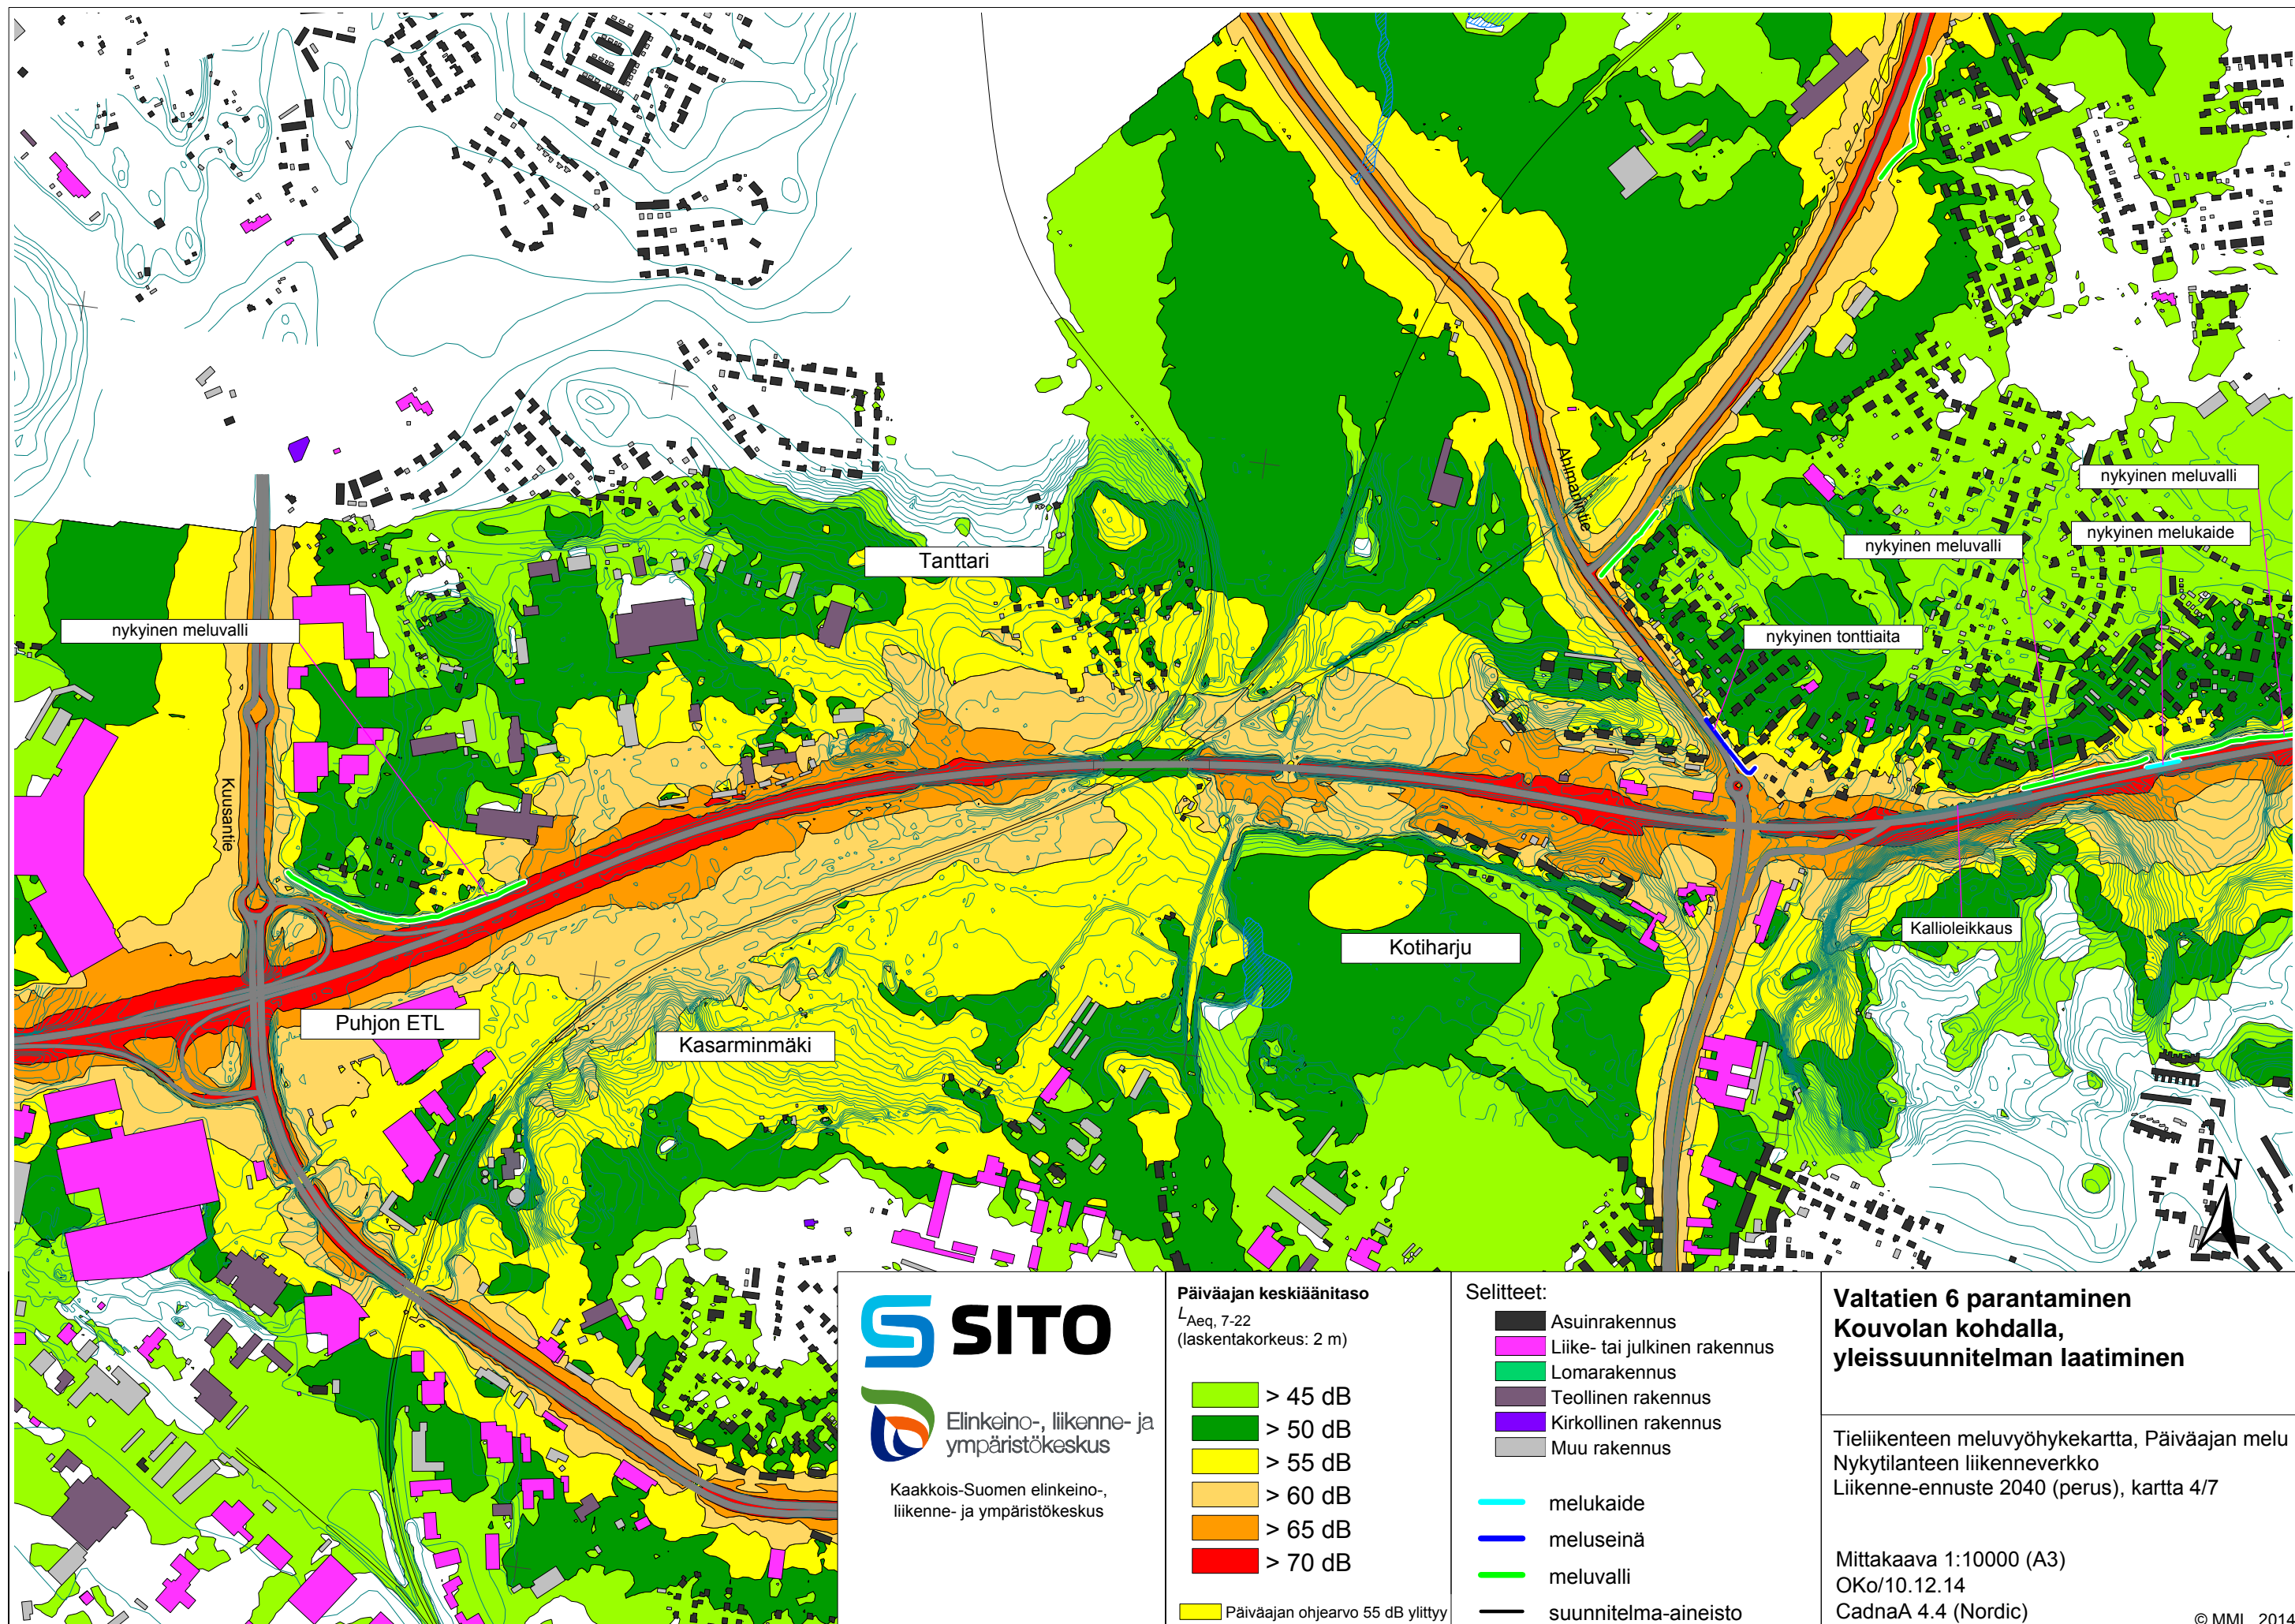 Ahlmanintie
nykyinen meluvalli
nykyinen melukaide
nykyinen meluvalli
Tanttari
nykyinen meluvalli
nykyinen tonttiaita
Kuusantie
Kallioleikkaus
Kotiharju
Puhjon ETL
Kasarminmäki
N
SITO
Elinkeino-, liikenne- ja
ympäristökeskus
Kaakkois-Suomen elinkeino-,
liikenne- ja ympäristökeskus
Päiväajan keskiäänitaso
LAeq, 7-22
(laskentakorkeus: 2 m)
> 45 dB
> 50 dB
> 55 dB
> 60 dB
> 65 dB
> 70 dB
Päiväajan ohjearvo 55 dB ylittyy
Selitteet:
Asuinrakennus
Liike- tai julkinen rakennus
Lomarakennus
Teollinen rakennus
Kirkollinen rakennus
Muu rakennus
melukaide
meluseinä
meluvalli
suunnitelma-aineisto
Valtatien 6 parantaminen
Kouvolan kohdalla,
yleissuunnitelman laatiminen
Tieliikenteen meluvyöhykekartta, Päiväajan melu
Nykytilanteen liikenneverkko
Liikenne-ennuste 2040 (perus), kartta 4/7
Mittakaava 1:10000 (A3)
OKo/10.12.14
CadnaA 4.4 (Nordic)
© MML, 2014